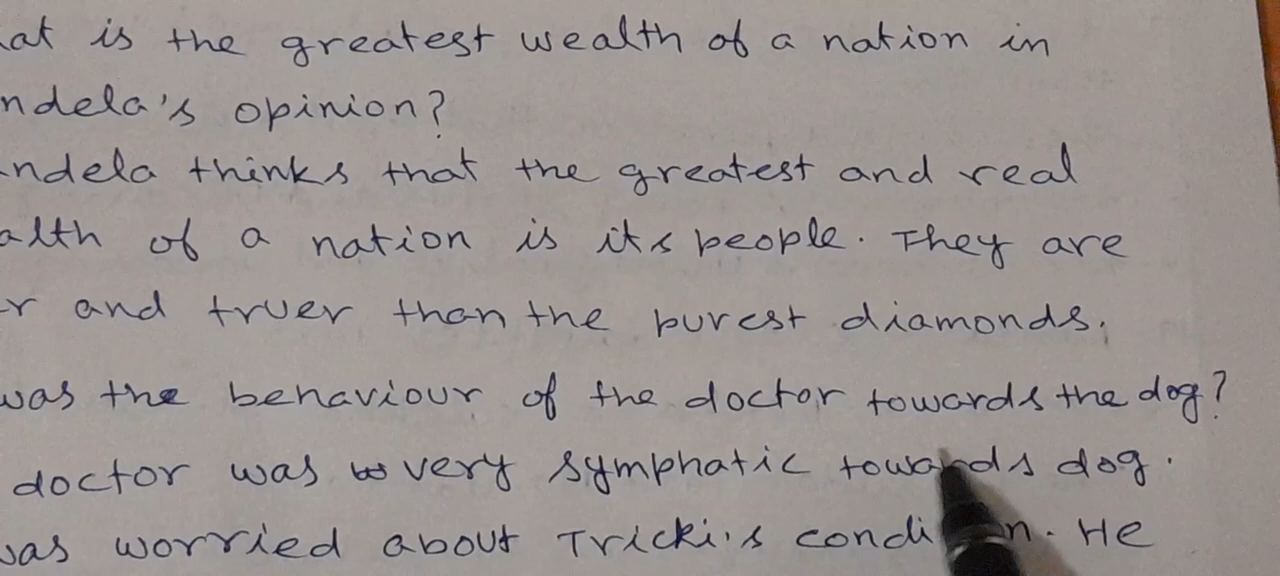 at is the greatest wealth of a nation in
ndela's opinion?
ndela thinks that the greatest and real
alth of a nation is its people. They are
r and truer than the purest diamonds.
was the behaviour of the doctor towards the dog?
doctor was very symphatic towards dog.
was worried about Tricki's condition. He